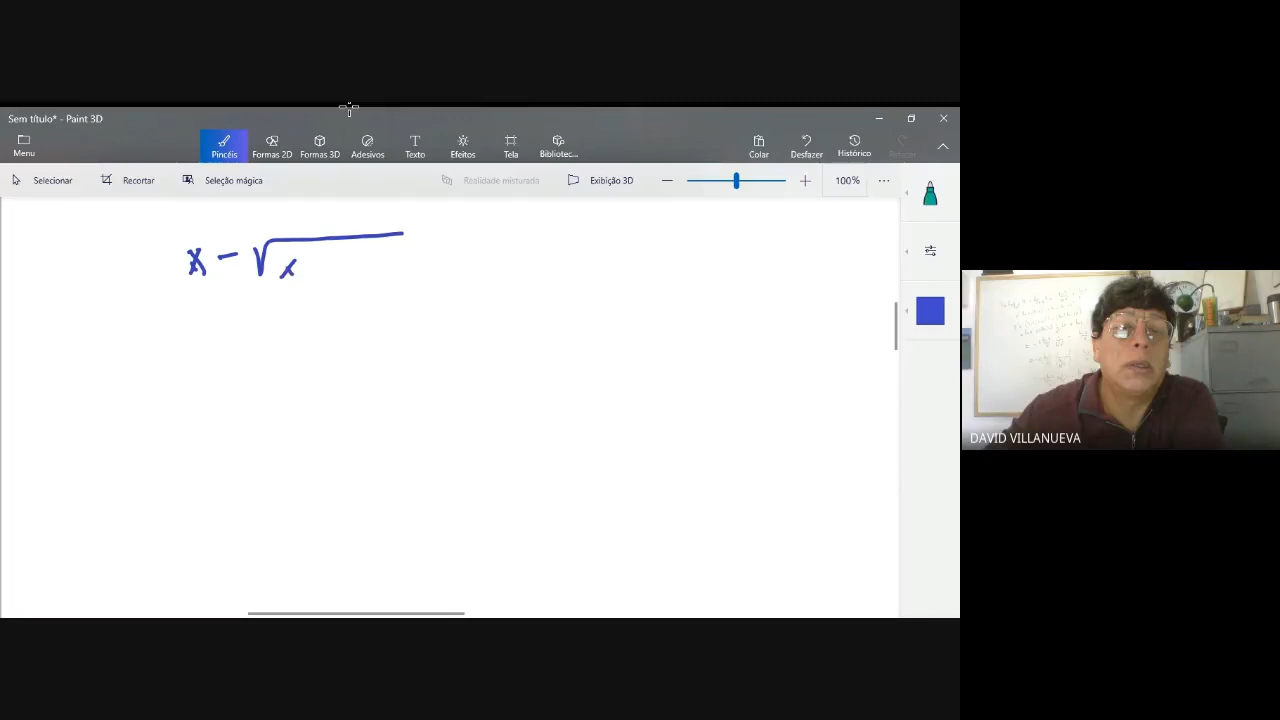 Sem título* - Paint 3D
Menu
Pincéis Formas 2D Formas 3D Adesivos Texto Efeitos Tela Bibliotec... Colar Desfazer Histórico Refazer
Selecionar Recortar Seleção mágica Realidade misturada Exibição 3D 100%
x - √x
DAVID VILLANUEVA